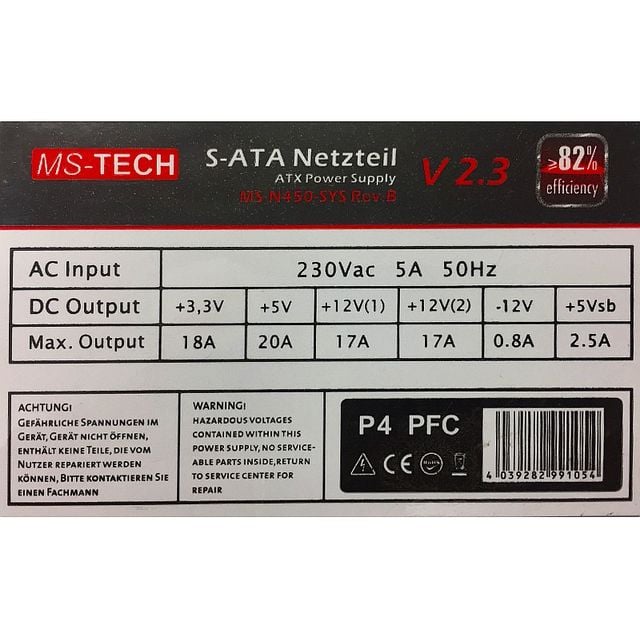 MS-TECH
S-ATA Netzteil
ATX Power Supply
MS-N450-SYS Rev.B
V 2.3
≥82%
efficiency
AC Input 230Vac 5A 50Hz
DC Output +3,3V +5V +12V(1) +12V(2) -12V +5Vsb
Max. Output 18A 20A 17A 17A 0.8A 2.5A
ACHTUNG!
GEFÄHRLICHE SPANNUNGEN IM
GERÄT, GERÄT NICHT ÖFFNEN,
ENTHÄLT KEINE TEILE, DIE VOM
NUTZER REPARIERT WERDEN
KÖNNEN, BITTE KONTAKTIEREN SIE
EINEN FACHMANN
WARNING!
HAZARDOUS VOLTAGES
CONTAINED WITHIN THIS
POWER SUPPLY, NO SERVICE-
ABLE PARTS INSIDE,RETURN
TO SERVICE CENTER FOR
REPAIR
P4 PFC
CE
4 039282 991054